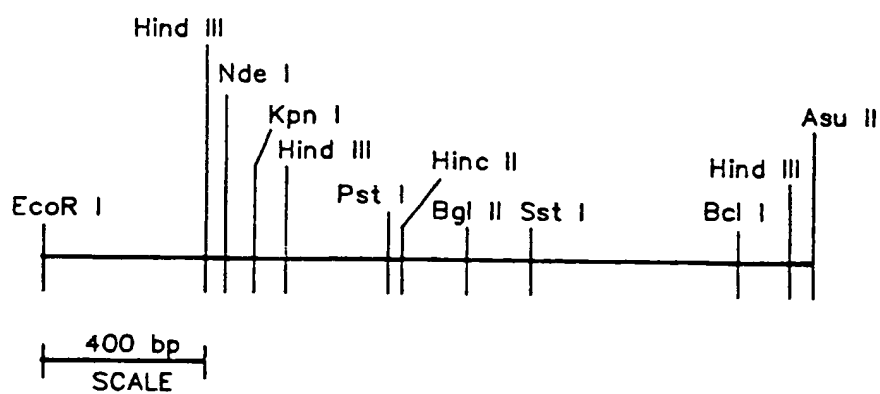 Hind III
Nde I
Kpn I
Hind III
Asu II
Hinc II
Hind III
Pst I
EcoR I
Bgl II
Sst I
Bcl I
400 bp
SCALE